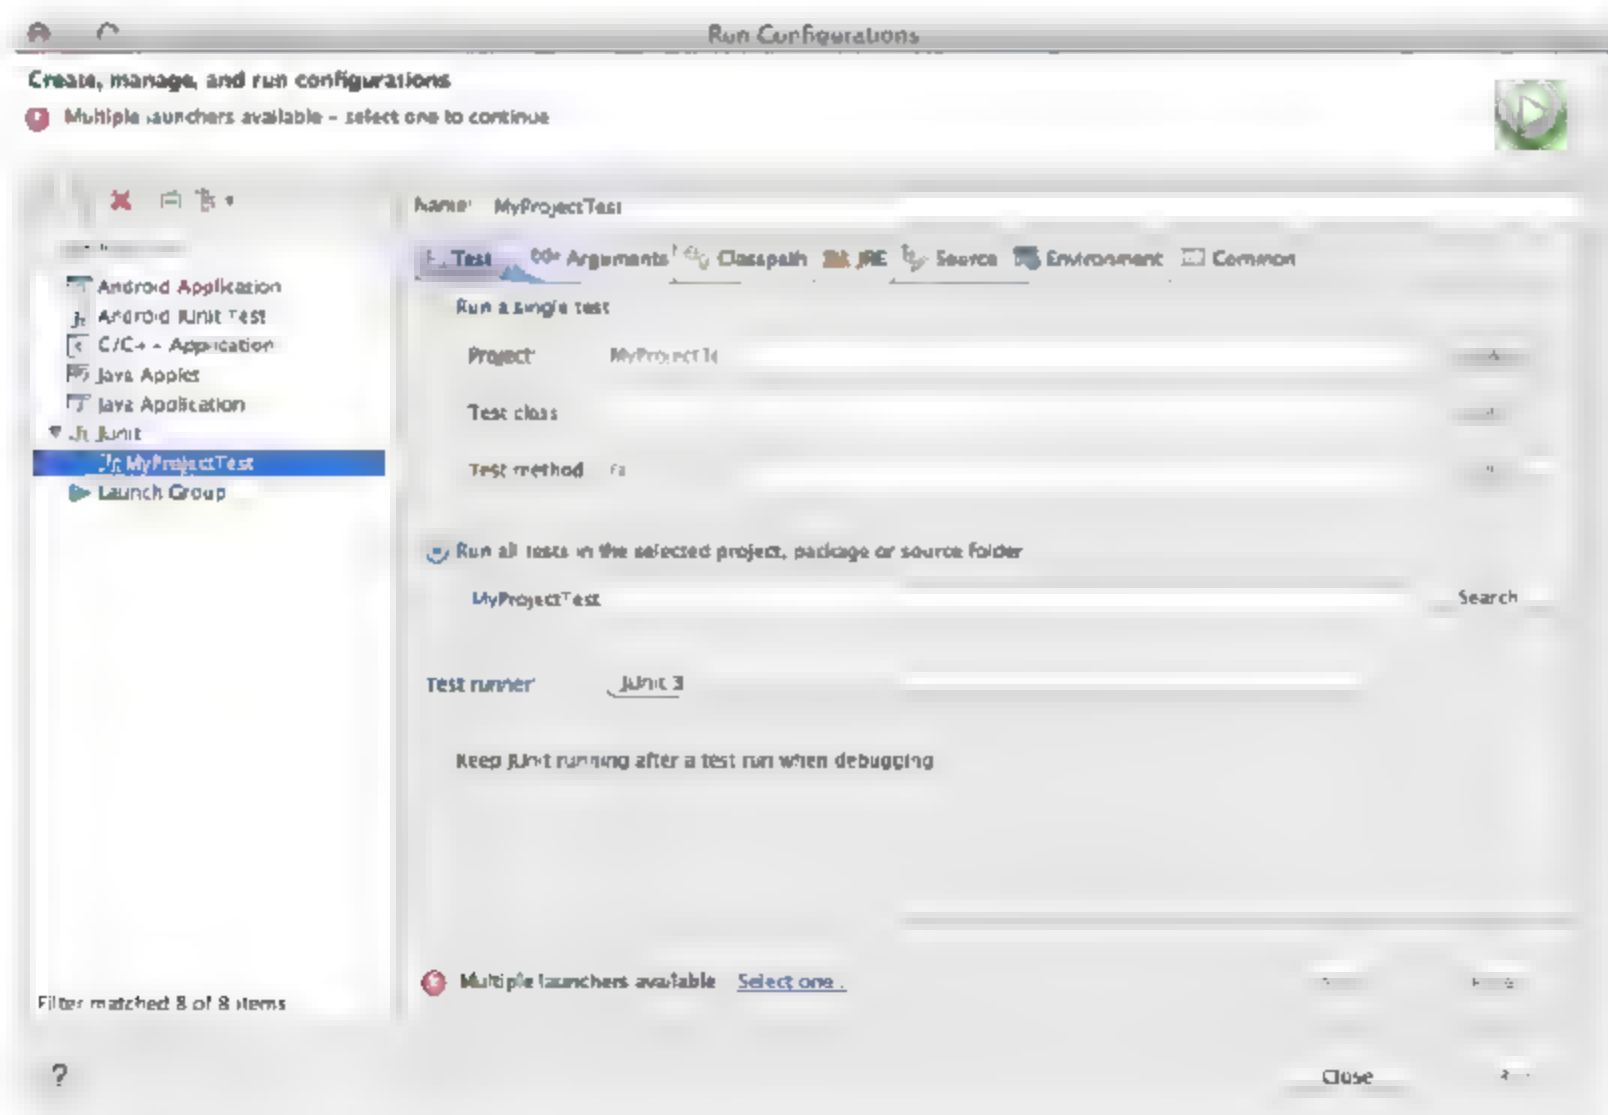 Run Configurations
Create, manage, and run configurations
Multiple launchers available - select one to continue
Name: MyProjectTest
Test Arguments Classpath JRE Source Environment Common
Android Application
Android JUnit Test
C/C++ Application
Java Applet
Java Application
JUnit
MyProjectTest
Launch Group
Filter matched 8 of 8 items
Run a single test
Project:
Test class
Test method
Run all tests in the selected project, package or source folder
MyProjectTest Search
Test runner: JUnit 3
Keep JUnit running after a test run when debugging
Multiple launchers available Select one
? Close